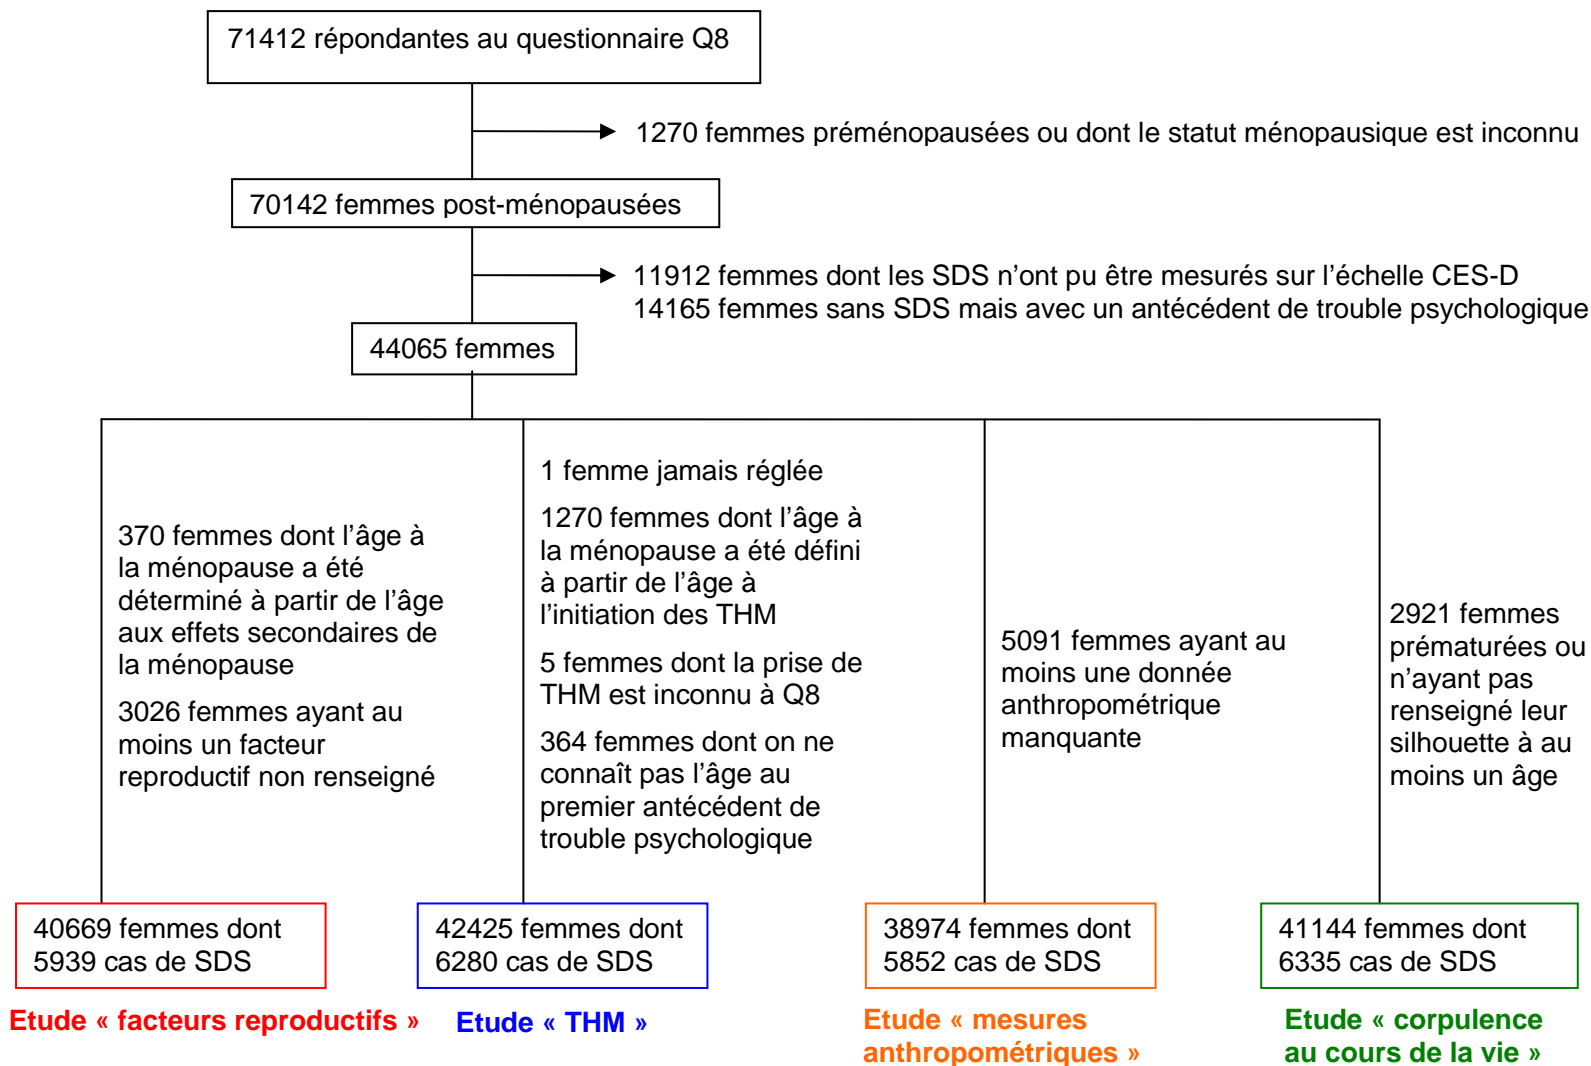 71412 répondantes au questionnaire Q8
1270 femmes préménopausées ou dont le statut ménopausique est inconnu
70142 femmes post-ménopausées
11912 femmes dont les SDS n’ont pu être mesurés sur l’échelle CES-D
14165 femmes sans SDS mais avec un antécédent de trouble psychologique
44065 femmes
370 femmes dont l’âge à
la ménopause a été
déterminé à partir de l’âge
aux effets secondaires de
la ménopause
3026 femmes ayant au
moins un facteur
reproductif non renseigné
1 femme jamais réglée
1270 femmes dont l’âge à
la ménopause a été défini
à partir de l’âge à
l’initiation des THM
5 femmes dont la prise de
THM est inconnu à Q8
364 femmes dont on ne
connaît pas l’âge au
premier antécédent de
trouble psychologique
5091 femmes ayant au
moins une donnée
anthropométrique
manquante
2921 femmes
prématurées ou
n’ayant pas
renseigné leur
silhouette à au
moins un âge
40669 femmes dont
5939 cas de SDS
42425 femmes dont
6280 cas de SDS
38974 femmes dont
5852 cas de SDS
41144 femmes dont
6335 cas de SDS
Etude « facteurs reproductifs »
Etude « THM »
Etude « mesures
anthropométriques »
Etude « corpulence
au cours de la vie »